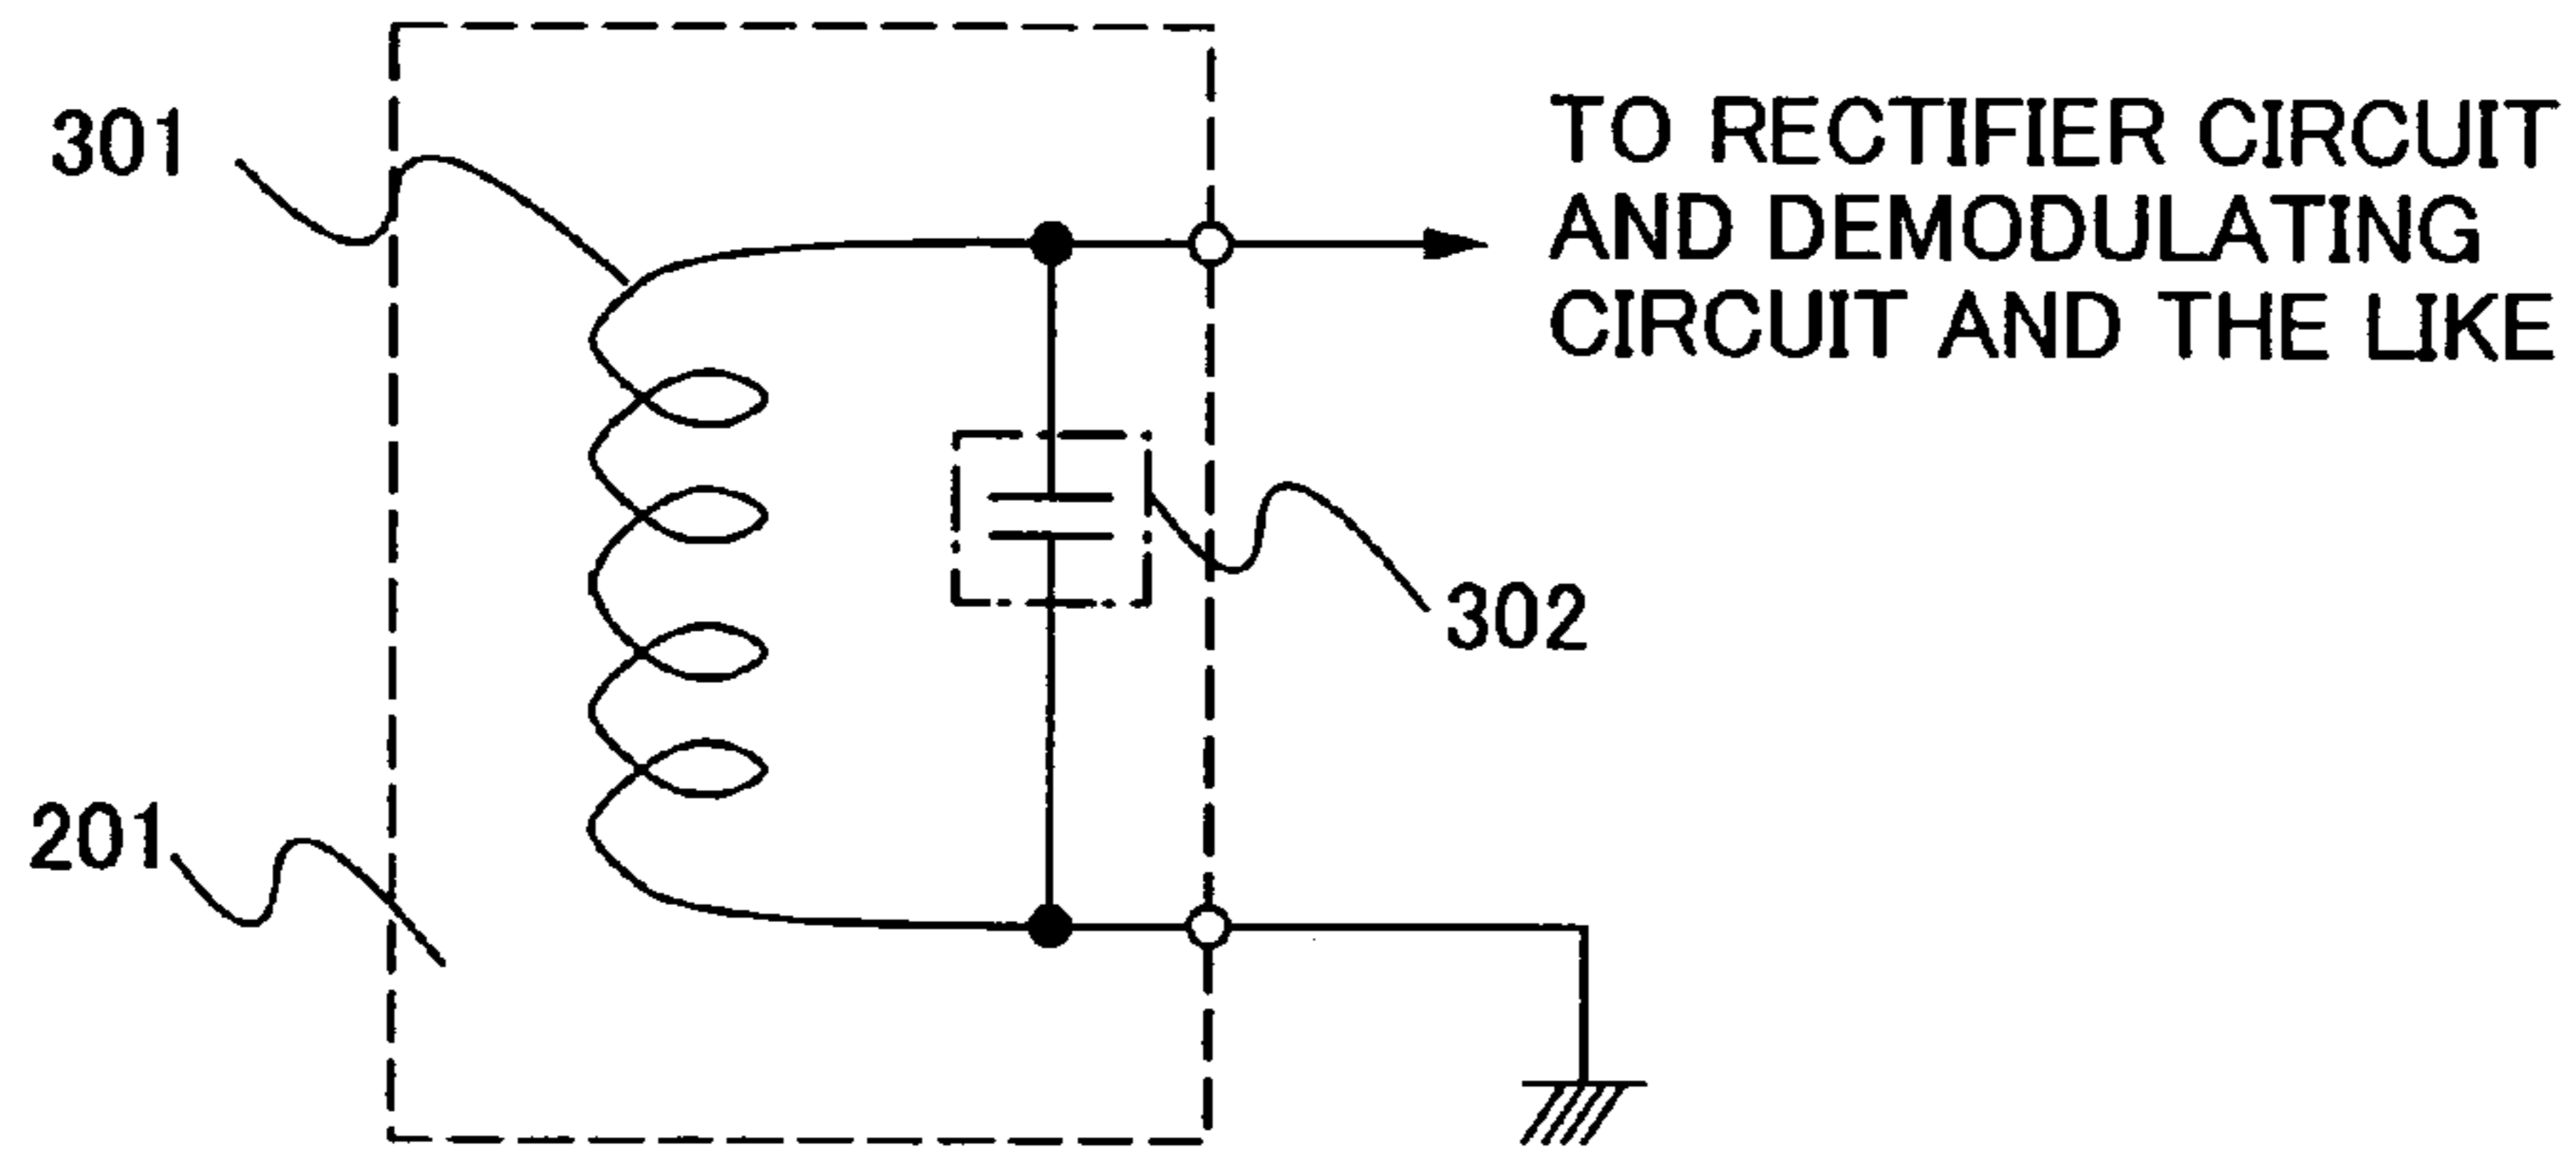 301
TO RECTIFIER CIRCUIT
AND DEMODULATING
CIRCUIT AND THE LIKE
302
201